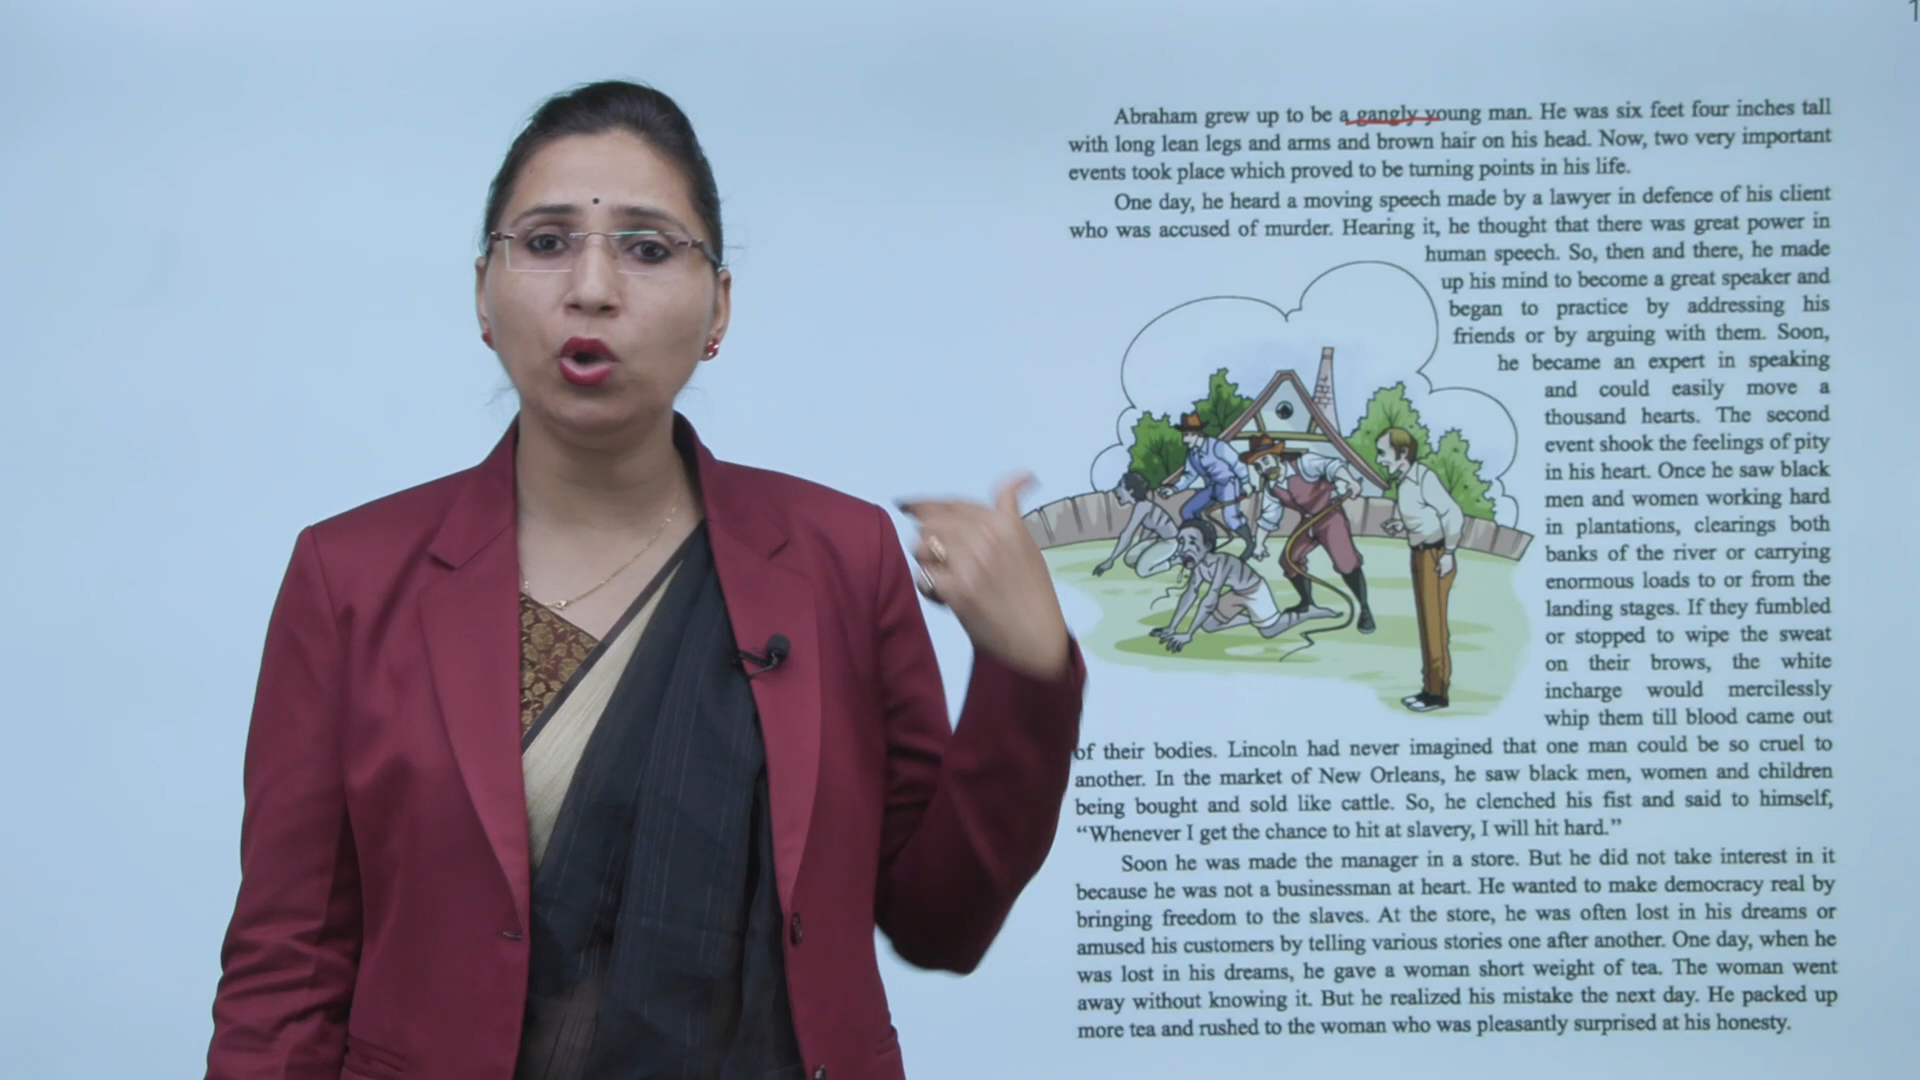 1
Abraham grew up to be a gangly young man. He was six feet four inches tall
with long lean legs and arms and brown hair on his head. Now, two very important
events took place which proved to be turning points in his life.
One day, he heard a moving speech made by a lawyer in defence of his client
who was accused of murder. Hearing it, he thought that there was great power in
human speech. So, then and there, he made
up his mind to become a great speaker and
began to practice by addressing his
friends or by arguing with them. Soon,
he became an expert in speaking
and could easily move a
thousand hearts. The second
event shook the feelings of pity
in his heart. Once he saw black
men and women working hard
in plantations, clearings both
banks of the river or carrying
enormous loads to or from the
landing stages. If they fumbled
or stopped to wipe the sweat
on their brows, the white
incharge would mercilessly
whip them till blood came out
of their bodies. Lincoln had never imagined that one man could be so cruel to
another. In the market of New Orleans, he saw black men, women and children
being bought and sold like cattle. So, he clenched his fist and said to himself,
“Whenever I get the chance to hit at slavery, I will hit hard.”
Soon he was made the manager in a store. But he did not take interest in it
because he was not a businessman at heart. He wanted to make democracy real by
bringing freedom to the slaves. At the store, he was often lost in his dreams or
amused his customers by telling various stories one after another. One day, when he
was lost in his dreams, he gave a woman short weight of tea. The woman went
away without knowing it. But he realized his mistake the next day. He packed up
more tea and rushed to the woman who was pleasantly surprised at his honesty.